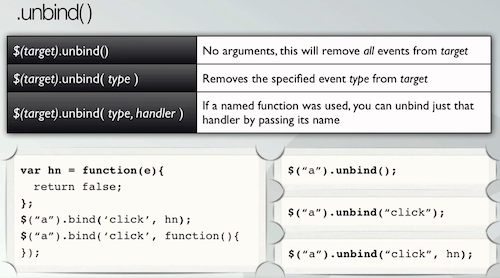 .unbind()
$(target).unbind()
No arguments, this will remove all events from target
$(target).unbind( type )
Removes the specified event type from target
$(target).unbind( type, handler )
If a named function was used, you can unbind just that
handler by passing its name
var hn = function(e){
return false;
};
$(“a”).bind(‘click’, hn);
$(“a”).bind(‘click’, function(){
});
$(“a”).unbind();
$(“a”).unbind(“click”);
$(“a”).unbind(“click”, hn);